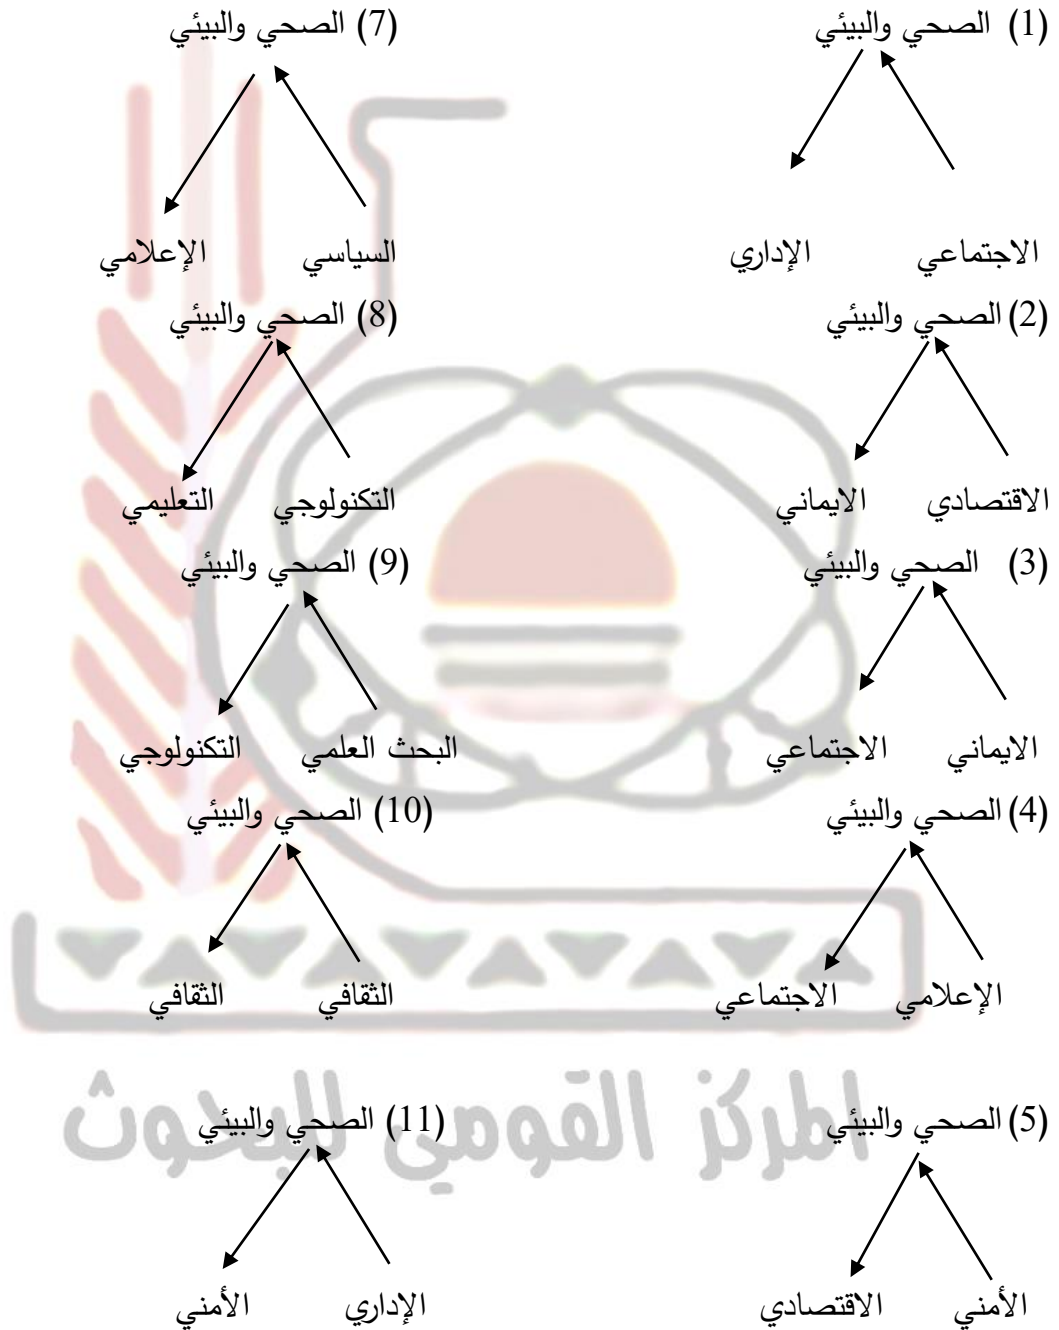 (1) الصحي والبيئي
الاجتماعي الإداري
(2) الصحي والبيئي
الاقتصادي الايماني
(3) الصحي والبيئي
الايماني الاجتماعي
(4) الصحي والبيئي
الإعلامي الاجتماعي
(5) الصحي والبيئي
الأمني الاقتصادي
(7) الصحي والبيئي
السياسي الإعلامي
(8) الصحي والبيئي
التكنولوجي التعليمي
(9) الصحي والبيئي
البحث العلمي التكنولوجي
(10) الصحي والبيئي
الثقافي الثقافي
(11) الصحي والبيئي
الإداري الأمني
المركز القومي للبحوث